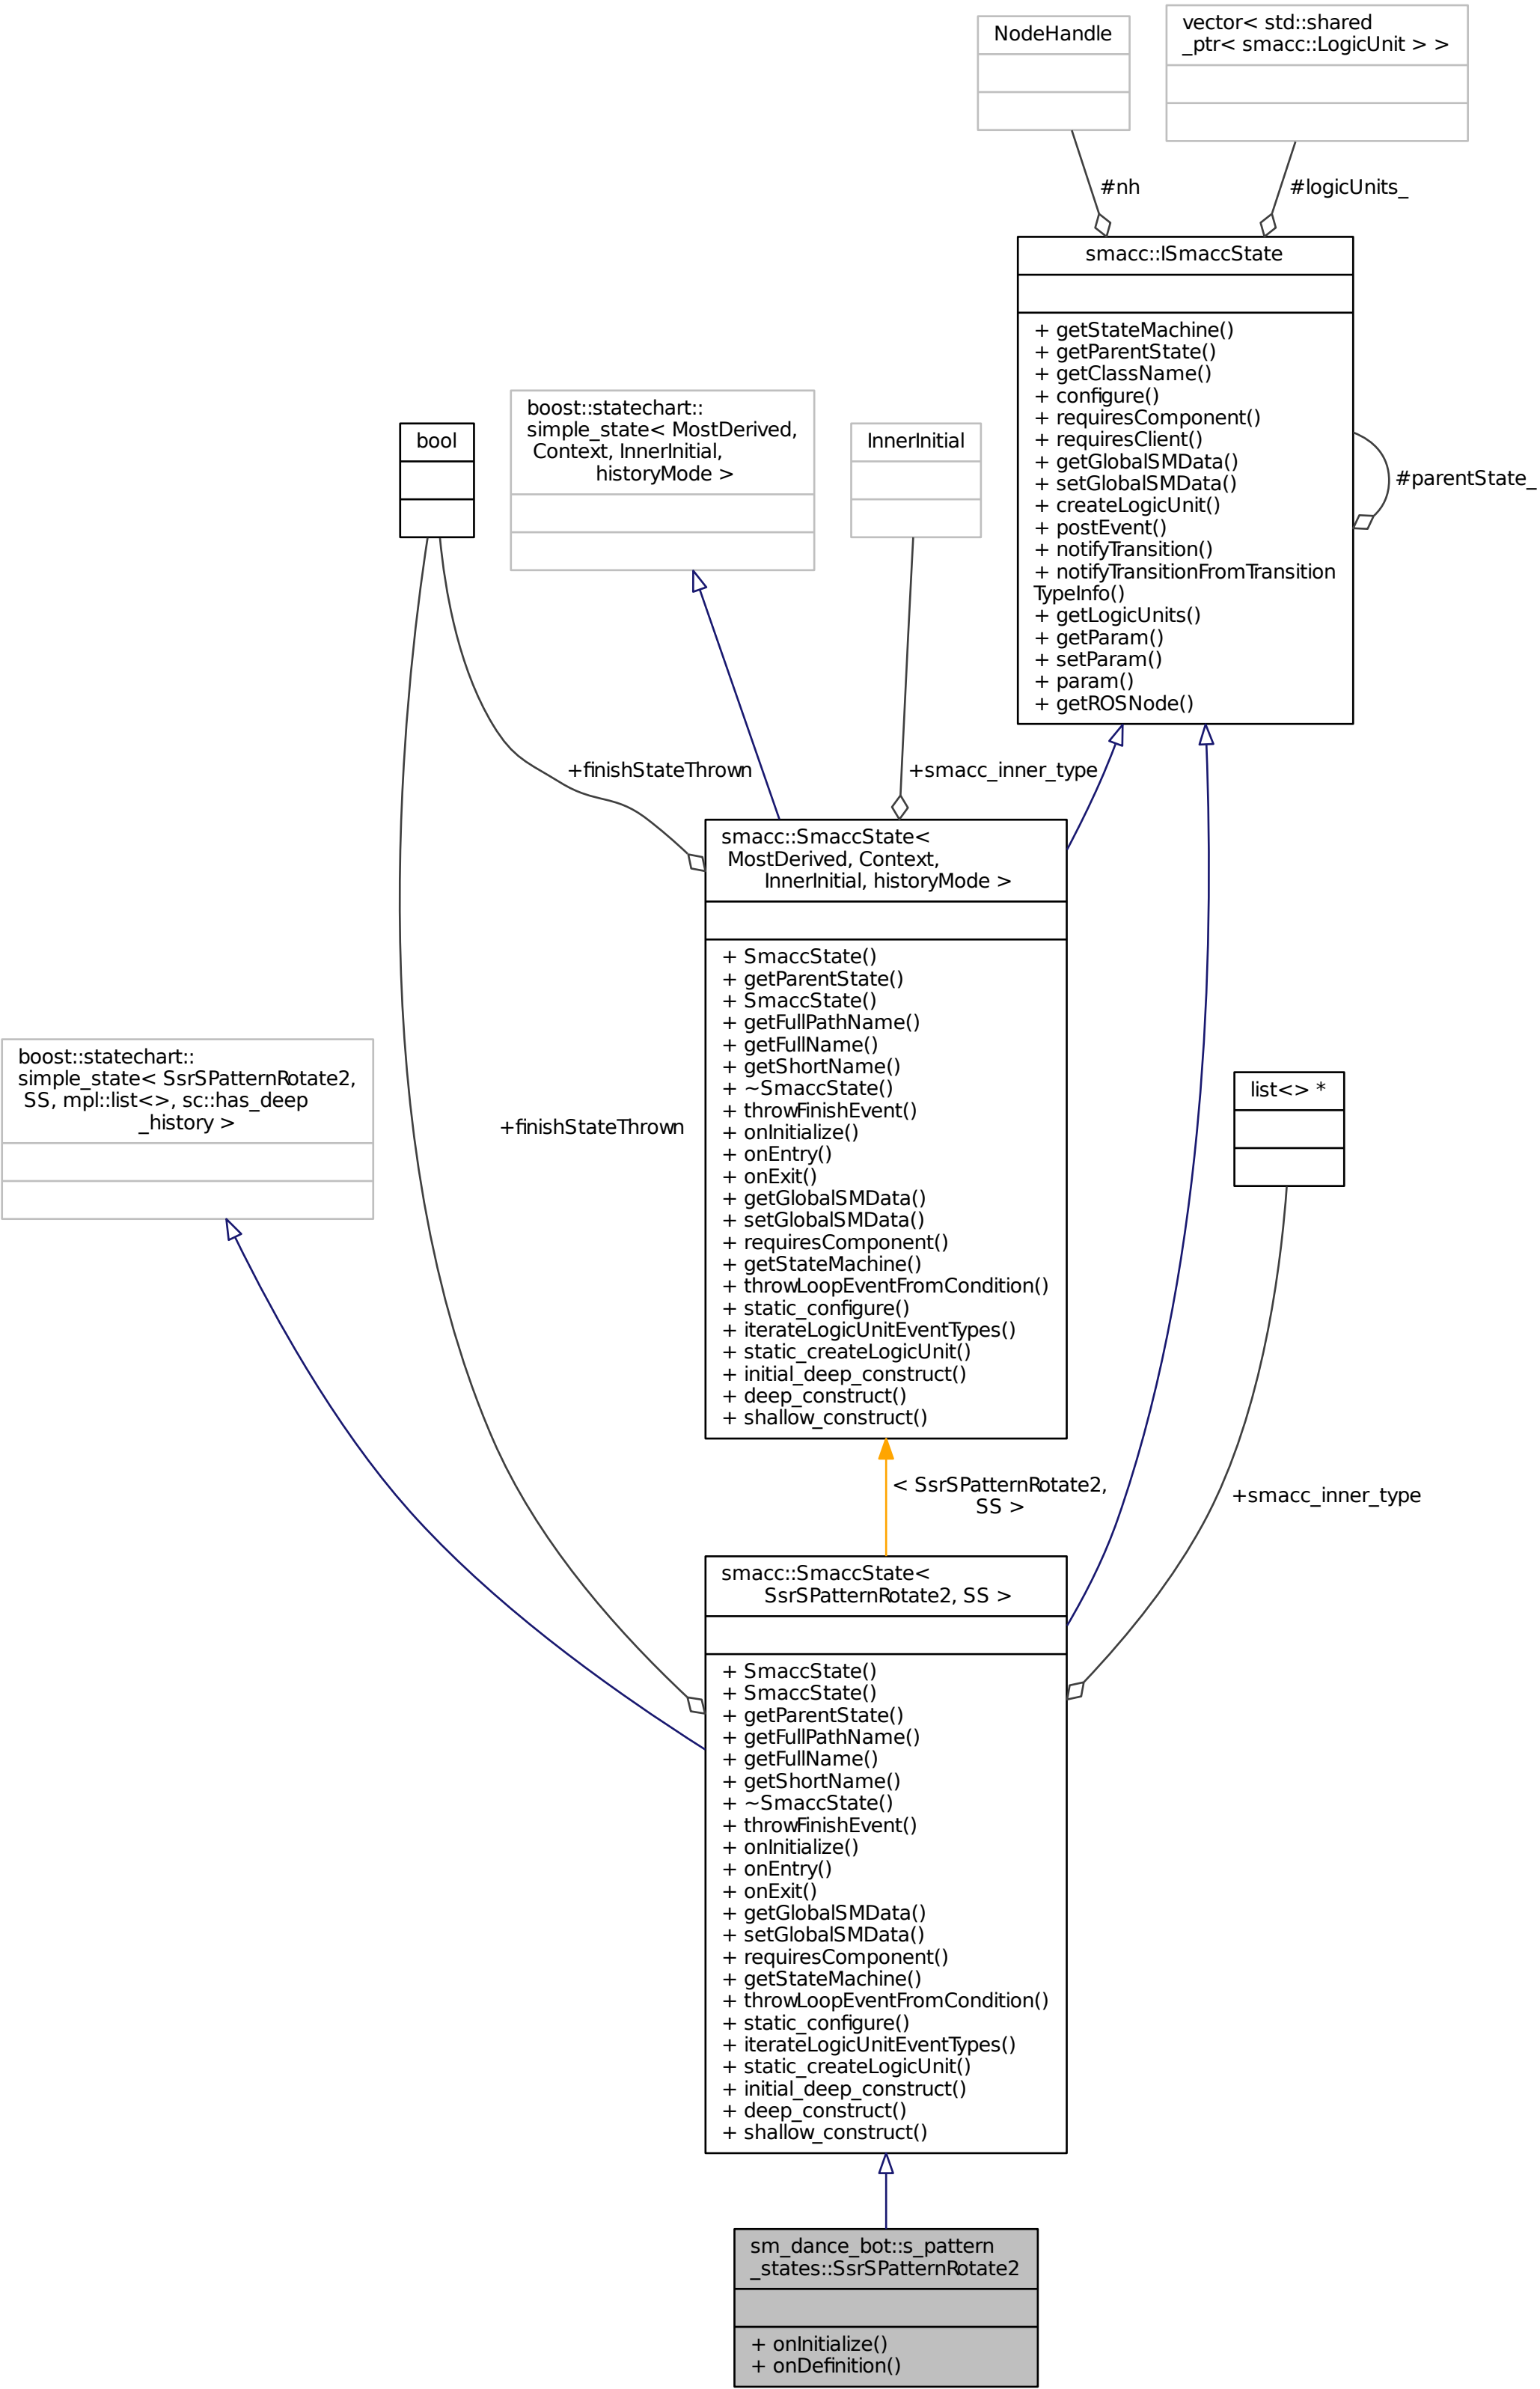 NodeHandle
vector< std::shared
_ptr< smacc::LogicUnit > >
#nh
#logicUnits_
smacc::ISmaccState
+ getStateMachine()
+ getParentState()
+ getClassName()
+ configure()
+ requiresComponent()
+ requiresClient()
+ getGlobalSMData()
+ setGlobalSMData()
+ createLogicUnit()
+ postEvent()
+ notifyTransition()
+ notifyTransitionFromTransition
TypeInfo()
+ getLogicUnits()
+ getParam()
+ setParam()
+ param()
+ getROSNode()
#parentState_
bool
boost::statechart::
simple_state< MostDerived,
Context, InnerInitial,
historyMode >
InnerInitial
+finishStateThrown
+smacc_inner_type
smacc::SmaccState<
MostDerived, Context,
InnerInitial, historyMode >
+ SmaccState()
+ getParentState()
+ SmaccState()
+ getFullPathName()
+ getFullName()
+ getShortName()
+ ~SmaccState()
+ throwFinishEvent()
+ onInitialize()
+ onEntry()
+ onExit()
+ getGlobalSMData()
+ setGlobalSMData()
+ requiresComponent()
+ getStateMachine()
+ throwLoopEventFromCondition()
+ static_configure()
+ iterateLogicUnitEventTypes()
+ static_createLogicUnit()
+ initial_deep_construct()
+ deep_construct()
+ shallow_construct()
boost::statechart::
simple_state< SsrSPatternRotate2,
SS, mpl::list<>, sc::has_deep
_history >
+finishStateThrown
list<> *
< SsrSPatternRotate2,
SS >
+smacc_inner_type
smacc::SmaccState<
SsrSPatternRotate2, SS >
+ SmaccState()
+ SmaccState()
+ getParentState()
+ getFullPathName()
+ getFullName()
+ getShortName()
+ ~SmaccState()
+ throwFinishEvent()
+ onInitialize()
+ onEntry()
+ onExit()
+ getGlobalSMData()
+ setGlobalSMData()
+ requiresComponent()
+ getStateMachine()
+ throwLoopEventFromCondition()
+ static_configure()
+ iterateLogicUnitEventTypes()
+ static_createLogicUnit()
+ initial_deep_construct()
+ deep_construct()
+ shallow_construct()
sm_dance_bot::s_pattern
_states::SsrSPatternRotate2
+ onInitialize()
+ onDefinition()